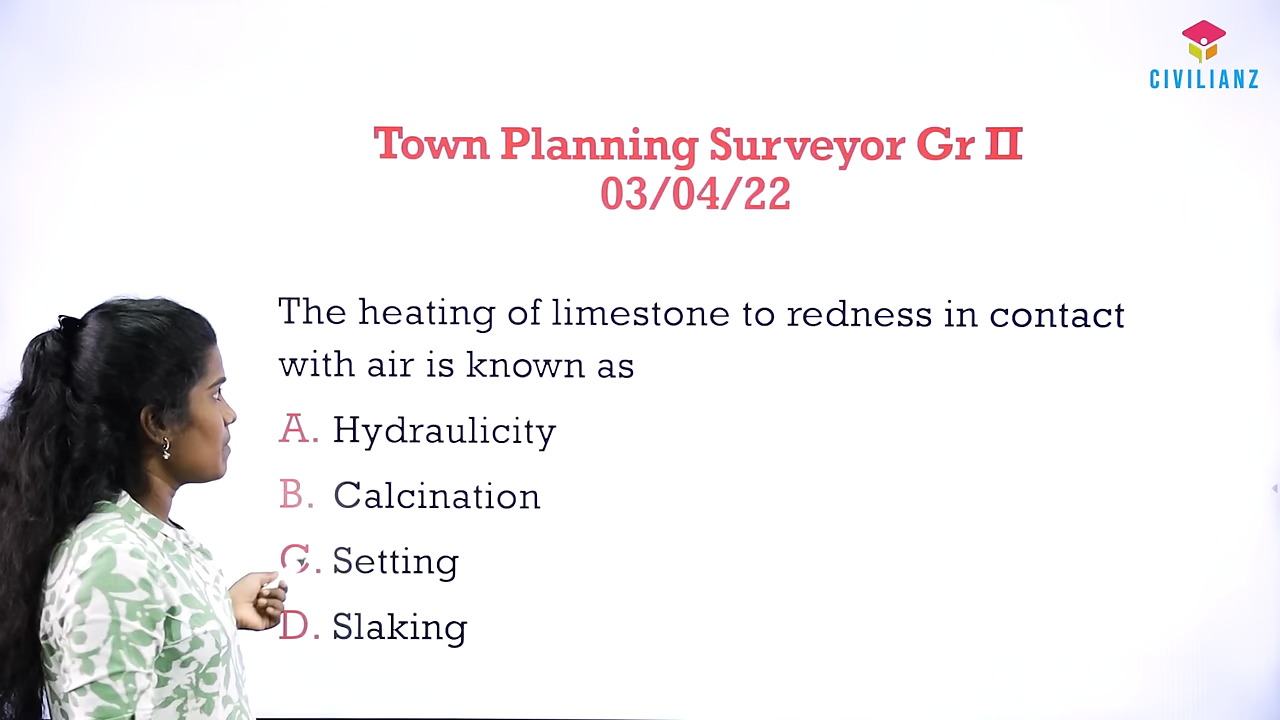 CIVILIANZ
Town Planning Surveyor Gr II
03/04/22
The heating of limestone to redness in contact
with air is known as
A. Hydraulicity
B. Calcination
C. Setting
D. Slaking